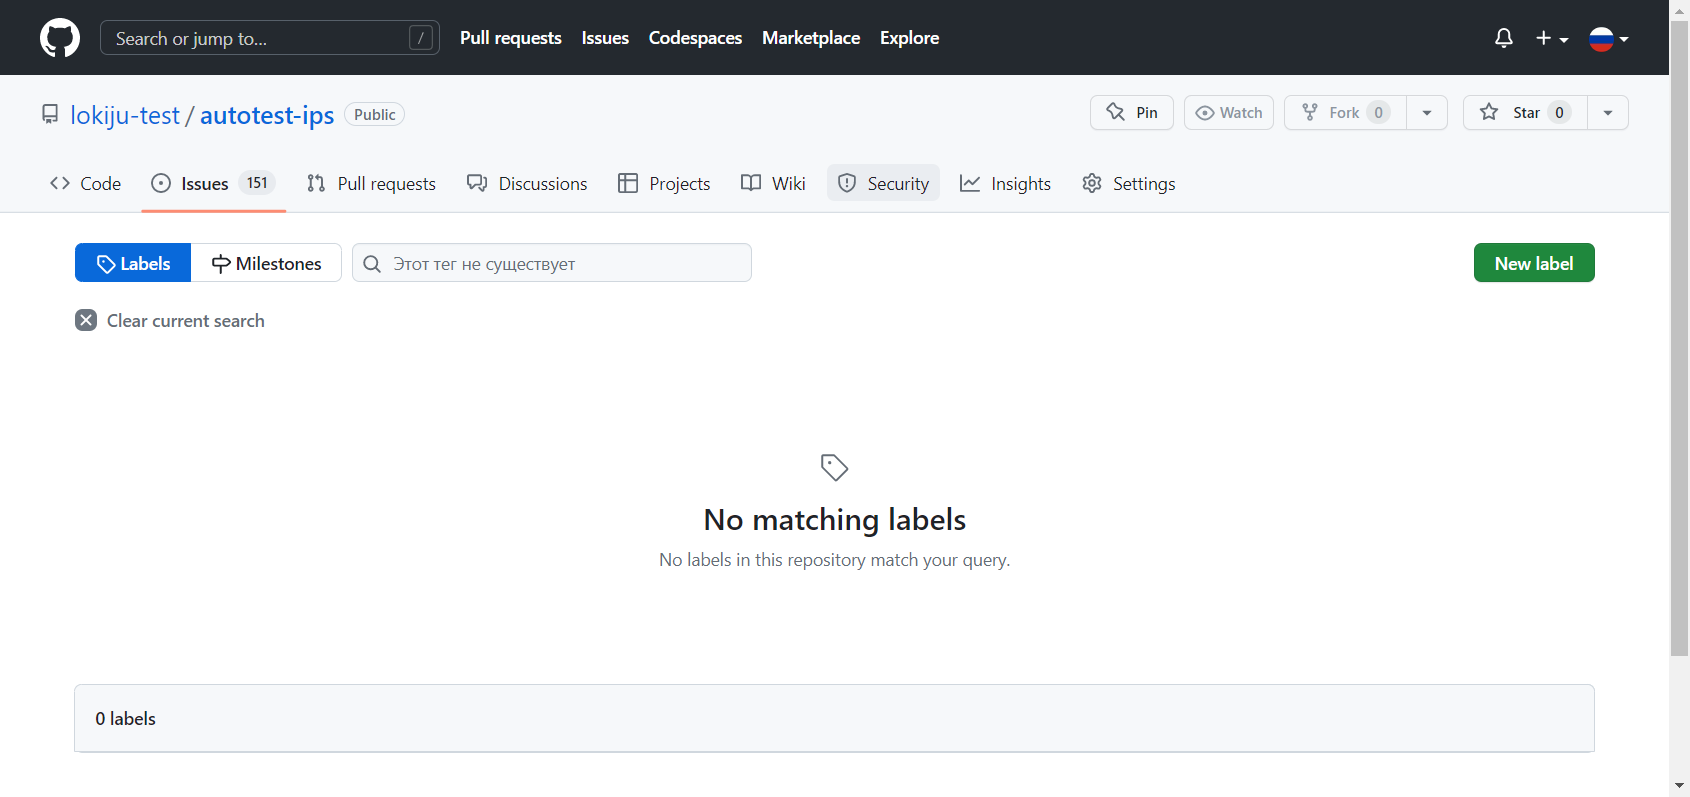 Search or jump to... / Pull requests Issues Codespaces Marketplace Explore
lokiju-test / autotest-ips Public Pin Watch Fork 0 Star 0
Code Issues 151 Pull requests Discussions Projects Wiki Security Insights Settings
Labels Milestones Этот тег не существует New label
Clear current search
No matching labels
No labels in this repository match your query.
0 labels